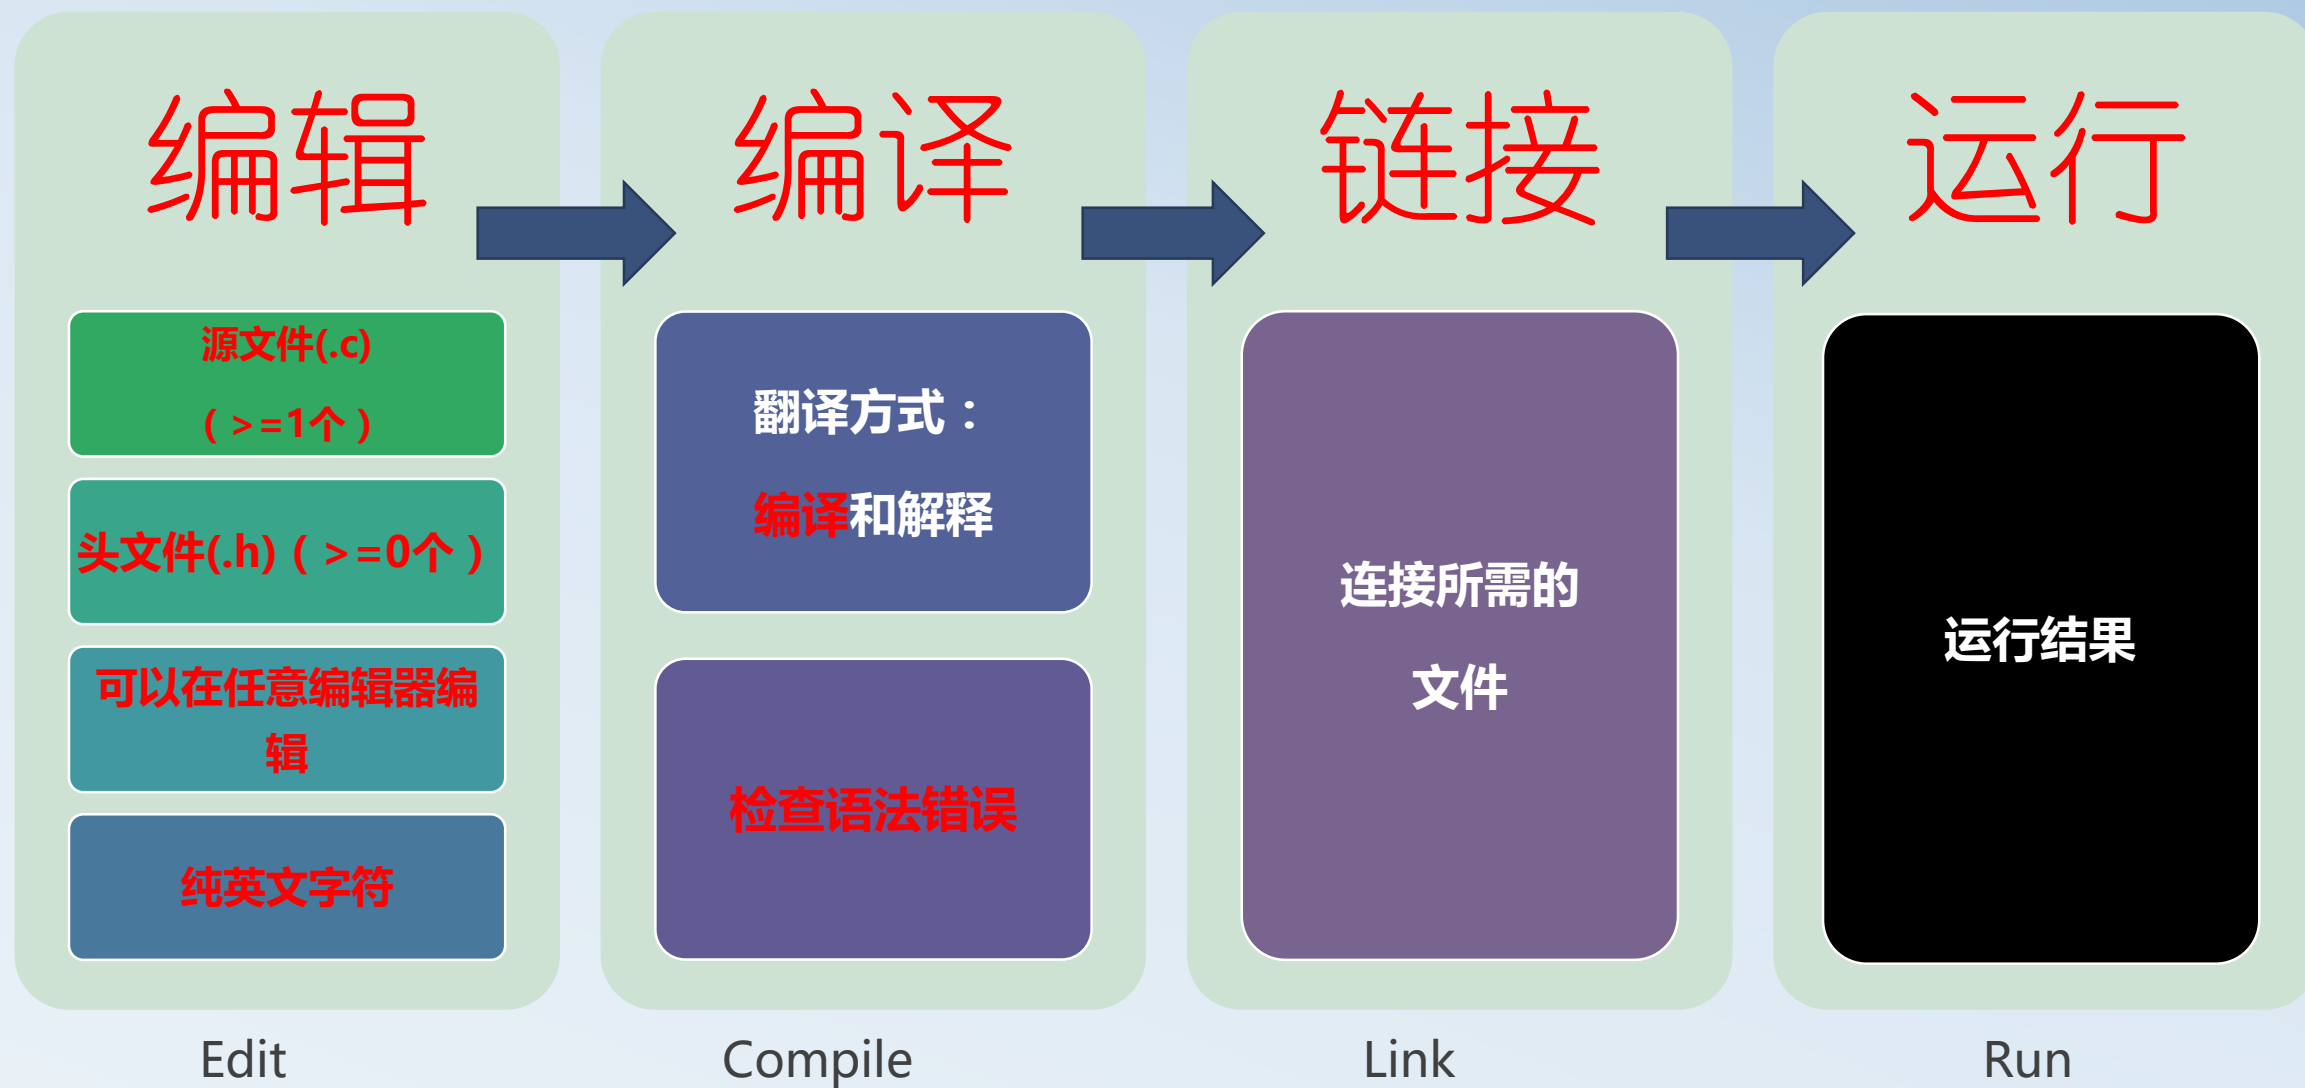 编辑
源文件(.c)
（ >=1个 ）
头文件(.h)（ >=0个 ）
可以在任意编辑器编
辑
纯英文字符
Edit
编译
翻译方式：
编译和解释
检查语法错误
Compile
链接
连接所需的
文件
Link
运行
运行结果
Run